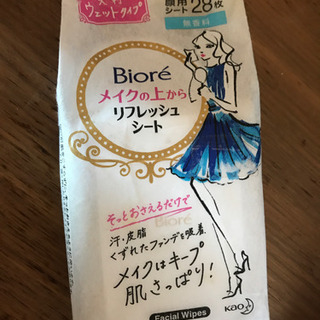 ウェットタイプ
顔用
シート28枚
無香料
Bioré
メイクの上から
リフレッシュ
シート
そっとおさえるだけで
Bioré
汗・皮脂
くずれたファンデを吸着
メイクはキープ
肌さっぱり!
Facial Wipes
Kao